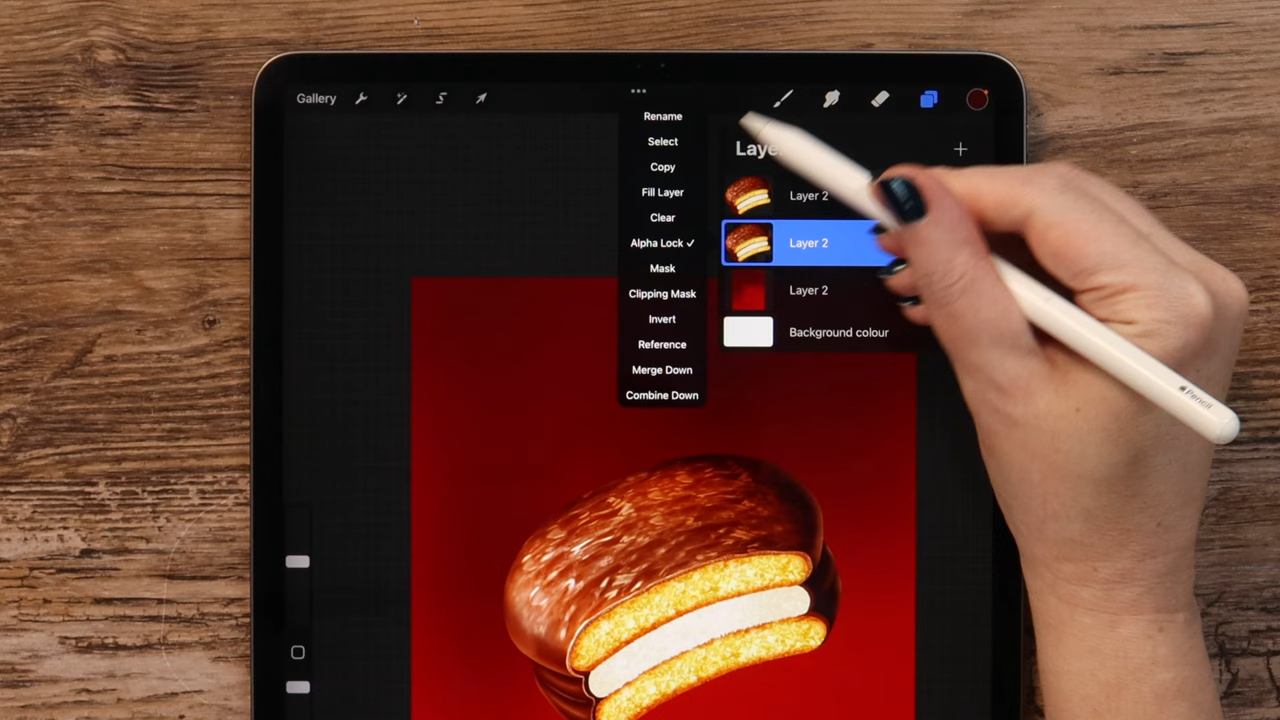 Gallery
Rename
Select
Copy
Fill Layer
Clear
Alpha Lock ✓
Mask
Clipping Mask
Invert
Reference
Merge Down
Combine Down
Layer 2
Layer 2
Layer 2
Background colour
Pencil